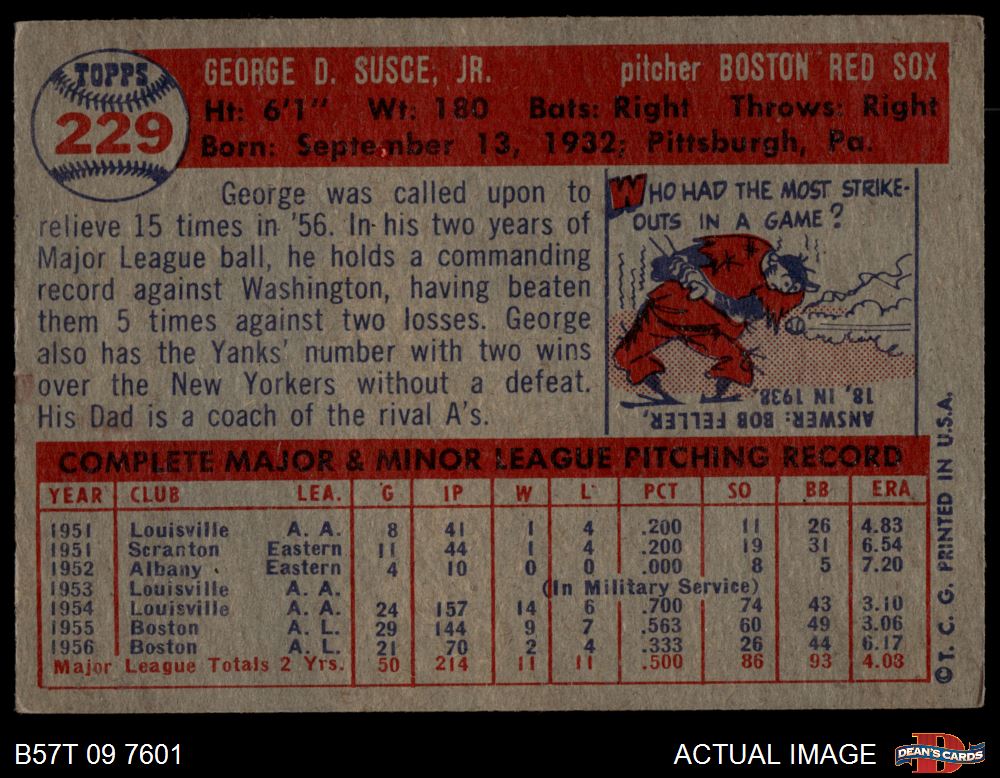 TOPPS
229
GEORGE D. SUSCE, JR. pitcher BOSTON RED SOX
Ht: 6'1" Wt: 180 Bats: Right Throws: Right
Born: September 13, 1932; Pittsburgh, Pa.
George was called upon to
relieve 15 times in '56. In his two years of
Major League ball, he holds a commanding
record against Washington, having beaten
them 5 times against two losses. George
also has the Yanks' number with two wins
over the New Yorkers without a defeat.
His Dad is a coach of the rival A's.
WHO HAD THE MOST STRIKE-
OUTS IN A GAME?
ANSWER: BOB FELLER,
18, IN 1938
COMPLETE MAJOR & MINOR LEAGUE PITCHING RECORD
YEAR CLUB LEA. G IP W L PCT SO BB ERA
1951 Louisville A. A. 8 41 1 4 .200 11 26 4.83
1951 Scranton Eastern 11 44 1 4 .200 19 31 6.54
1952 Albany Eastern 4 10 0 0 .000 8 5 7.20
1953 Louisville A. A. (In Military Service)
1954 Louisville A. A. 24 157 14 6 .700 74 43 3.10
1955 Boston A. L. 29 144 9 7 .563 60 49 3.06
1956 Boston A. L. 21 70 2 4 .333 26 44 6.17
Major League Totals 2 Yrs. 50 214 11 11 .500 86 93 4.03
©T. C. G. PRINTED IN U.S.A.
B57T 09 7601 ACTUAL IMAGE DEAN'S CARDS